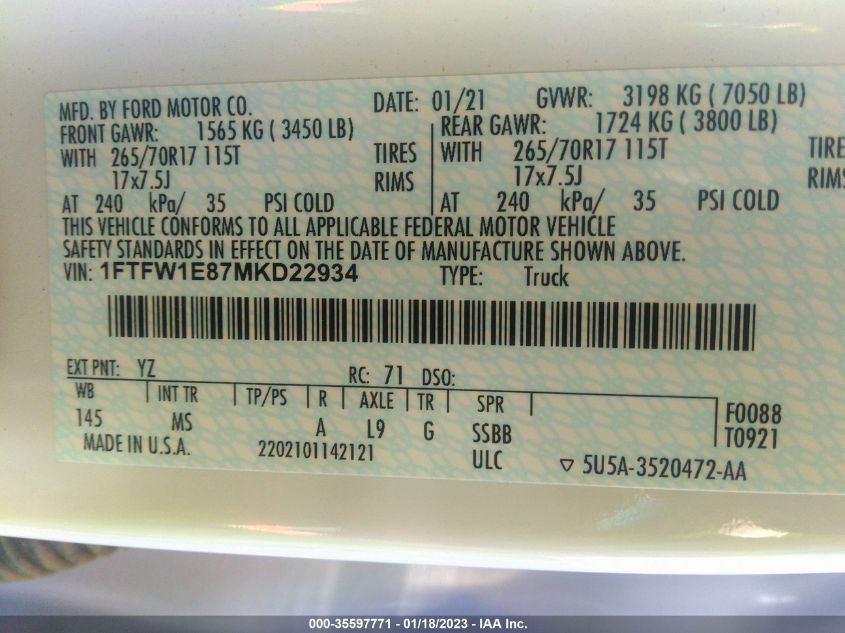 MFD. BY FORD MOTOR CO. DATE: 01/21 GVWR: 3198 KG ( 7050 LB)
FRONT GAWR: 1565 KG ( 3450 LB) REAR GAWR: 1724 KG ( 3800 LB)
WITH 265/70R17 115T TIRES WITH 265/70R17 115T TIRE
17x7.5J RIMS 17x7.5J RIMS
AT 240 kPa/ 35 PSI COLD AT 240 kPa/ 35 PSI COLD
THIS VEHICLE CONFORMS TO ALL APPLICABLE FEDERAL MOTOR VEHICLE
SAFETY STANDARDS IN EFFECT ON THE DATE OF MANUFACTURE SHOWN ABOVE.
VIN: 1FTFW1E87MKD22934 TYPE: Truck
EXT PNT: YZ RC: 71 DSO:
WB INT TR TP/PS R AXLE TR SPR
145 MS A L9 G SSBB
F0088
T0921
MADE IN U.S.A. 2202101142121 ULC 5U5A-3520472-AA
000-35597771 - 01/18/2023 - IAA Inc.